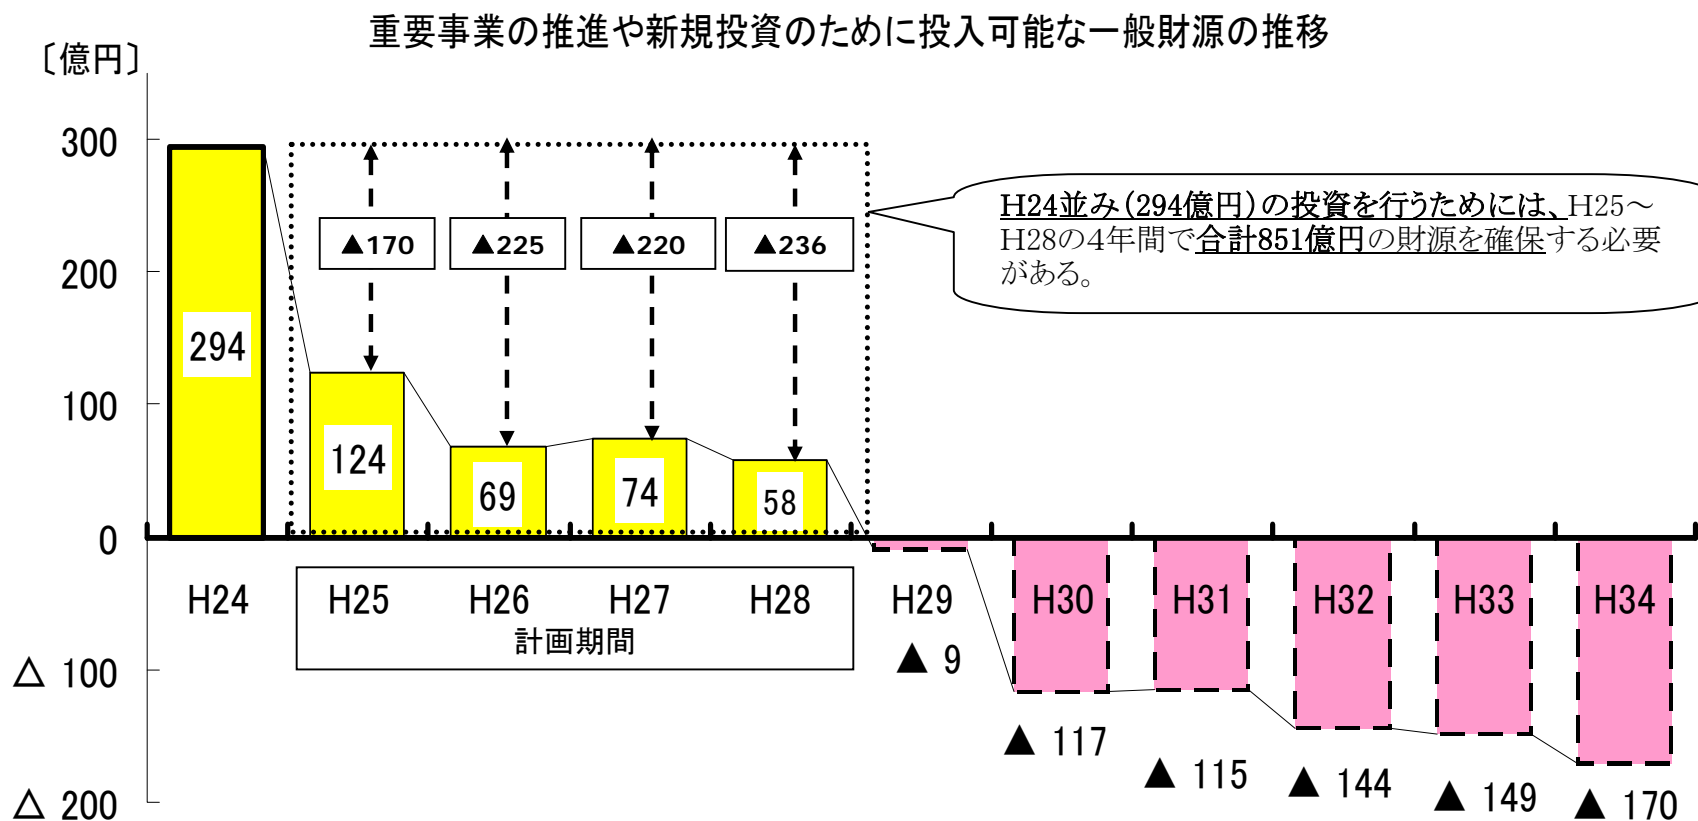 重要事業の推進や新規投資のために投入可能な一般財源の推移
〔億円〕
300
200
100
0
△ 100
△ 200
▲170
▲225
▲220
▲236
H24並み(294億円)の投資を行うためには、H25～
H28の4年間で合計851億円の財源を確保する必要
がある。
294
124
69
74
58
H24
H25
H26
H27
H28
H29
H30
H31
H32
H33
H34
計画期間
▲ 9
▲ 117
▲ 115
▲ 144
▲ 149
▲ 170